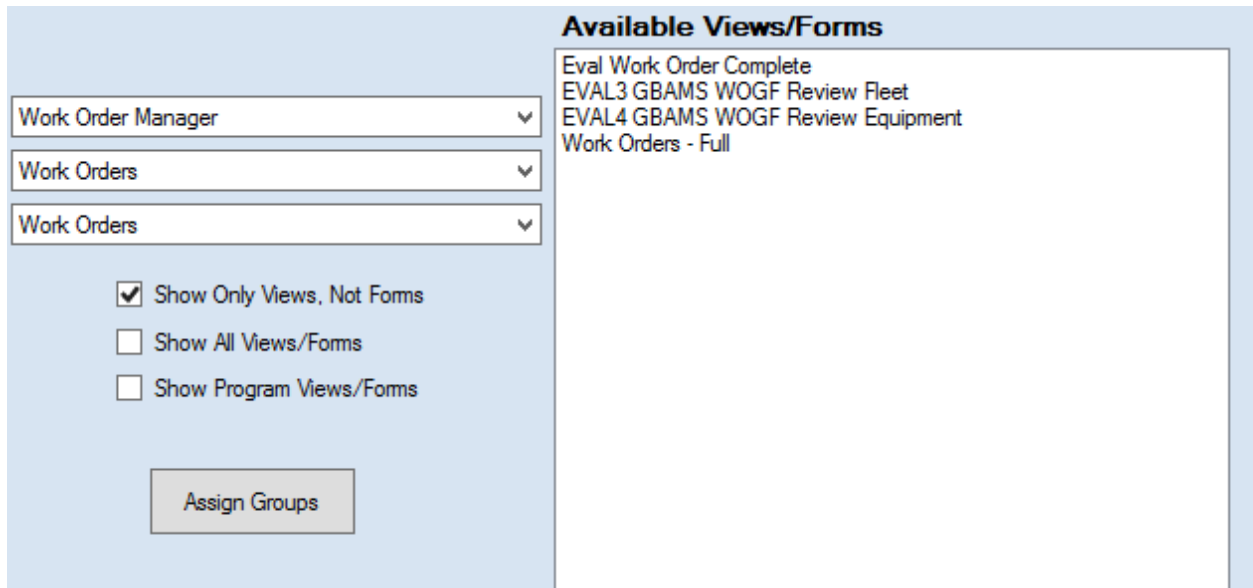 Available Views/Forms
Eval Work Order Complete
EVAL3 GBAMS WOGF Review Fleet
EVAL4 GBAMS WOGF Review Equipment
Work Orders - Full
Work Order Manager
Work Orders
Work Orders
Show Only Views, Not Forms
Show All Views/Forms
Show Program Views/Forms
Assign Groups